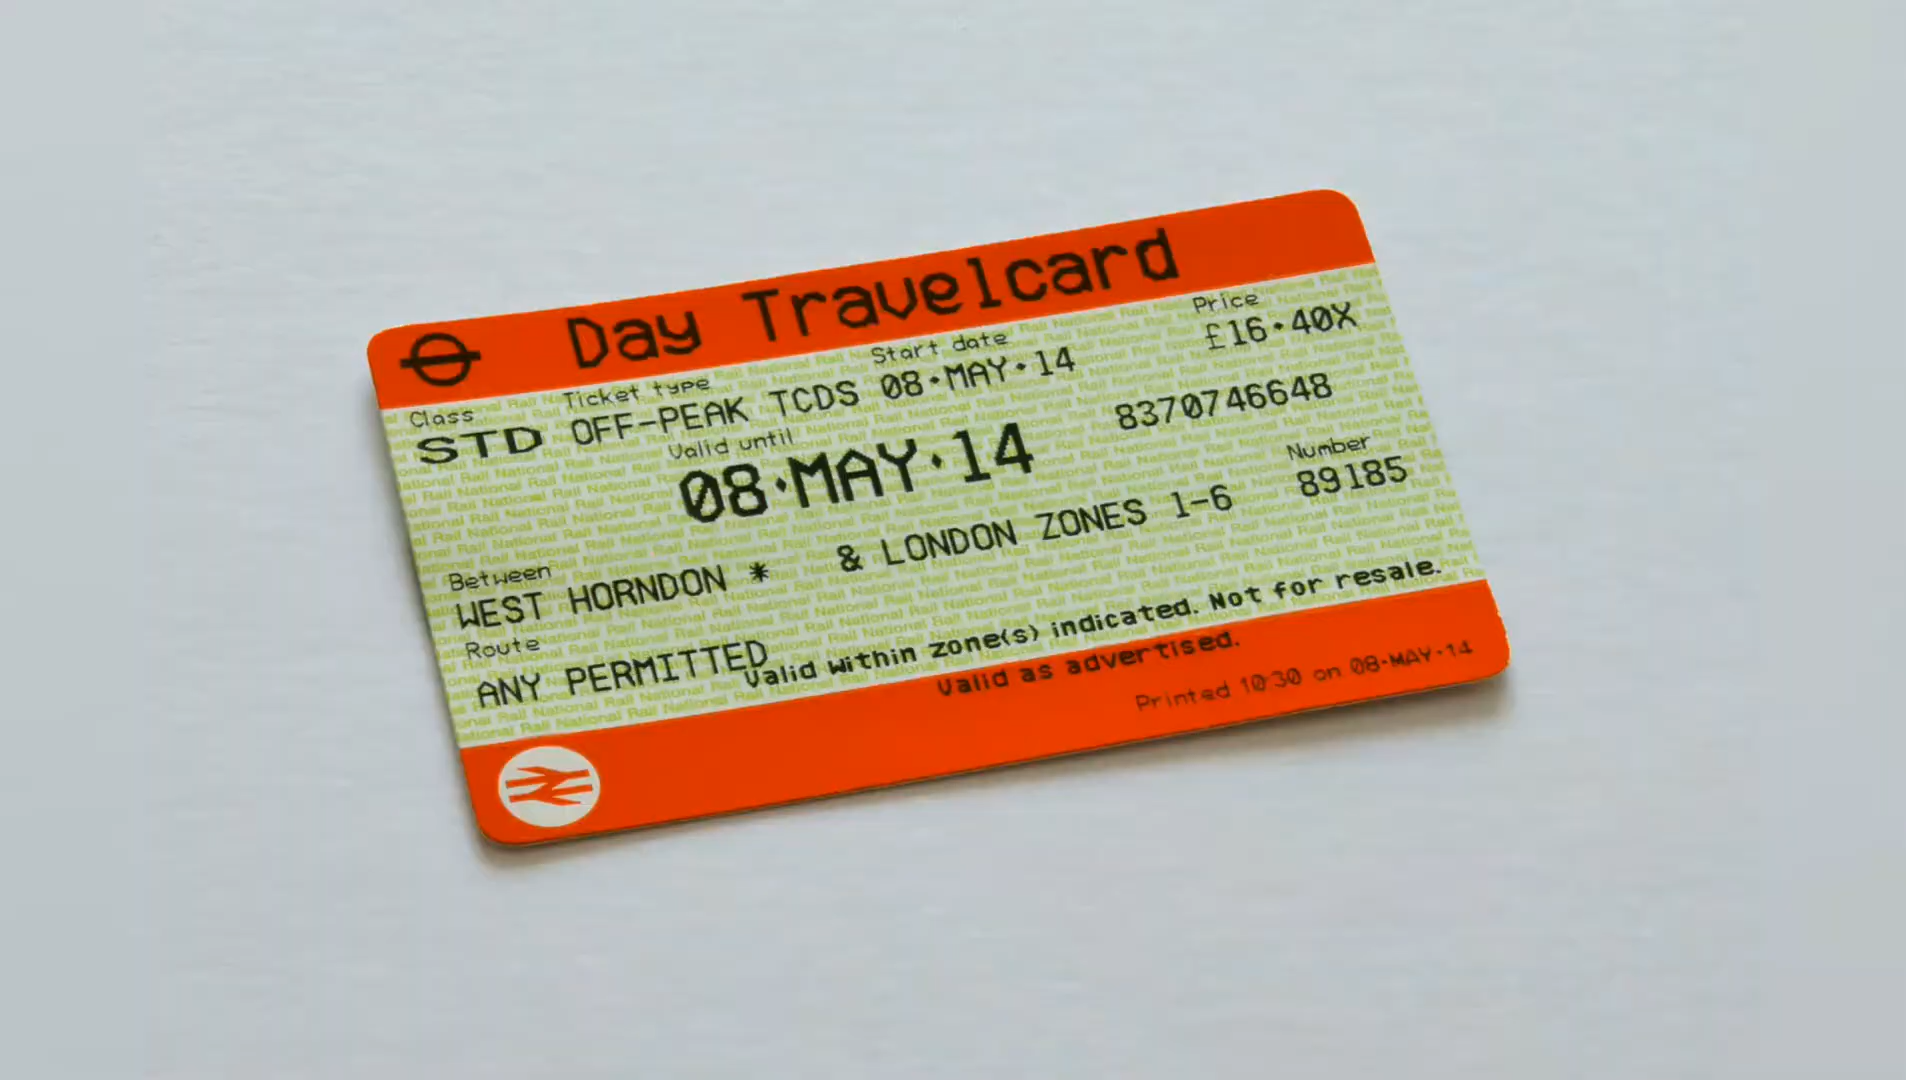 Day Travelcard
Class Ticket type Start date Price
STD OFF-PEAK TCDS 08·MAY·14 £16·40X
Valid until
08·MAY·14 8370746648
Number
89185
Between
WEST HORNDON * & LONDON ZONES 1-6
Route
ANY PERMITTED
Valid within zone(s) indicated. Not for resale.
Valid as advertised.
Printed 10:30 on 08·MAY·14